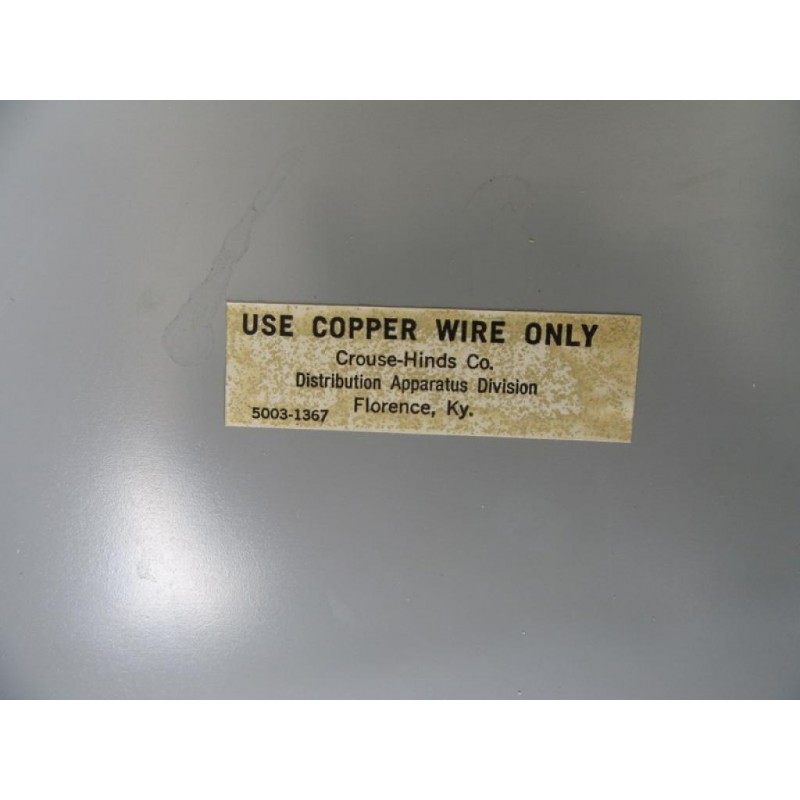 USE COPPER WIRE ONLY
Crouse-Hinds Co.
Distribution Apparatus Division
5003-1367 Florence, Ky.